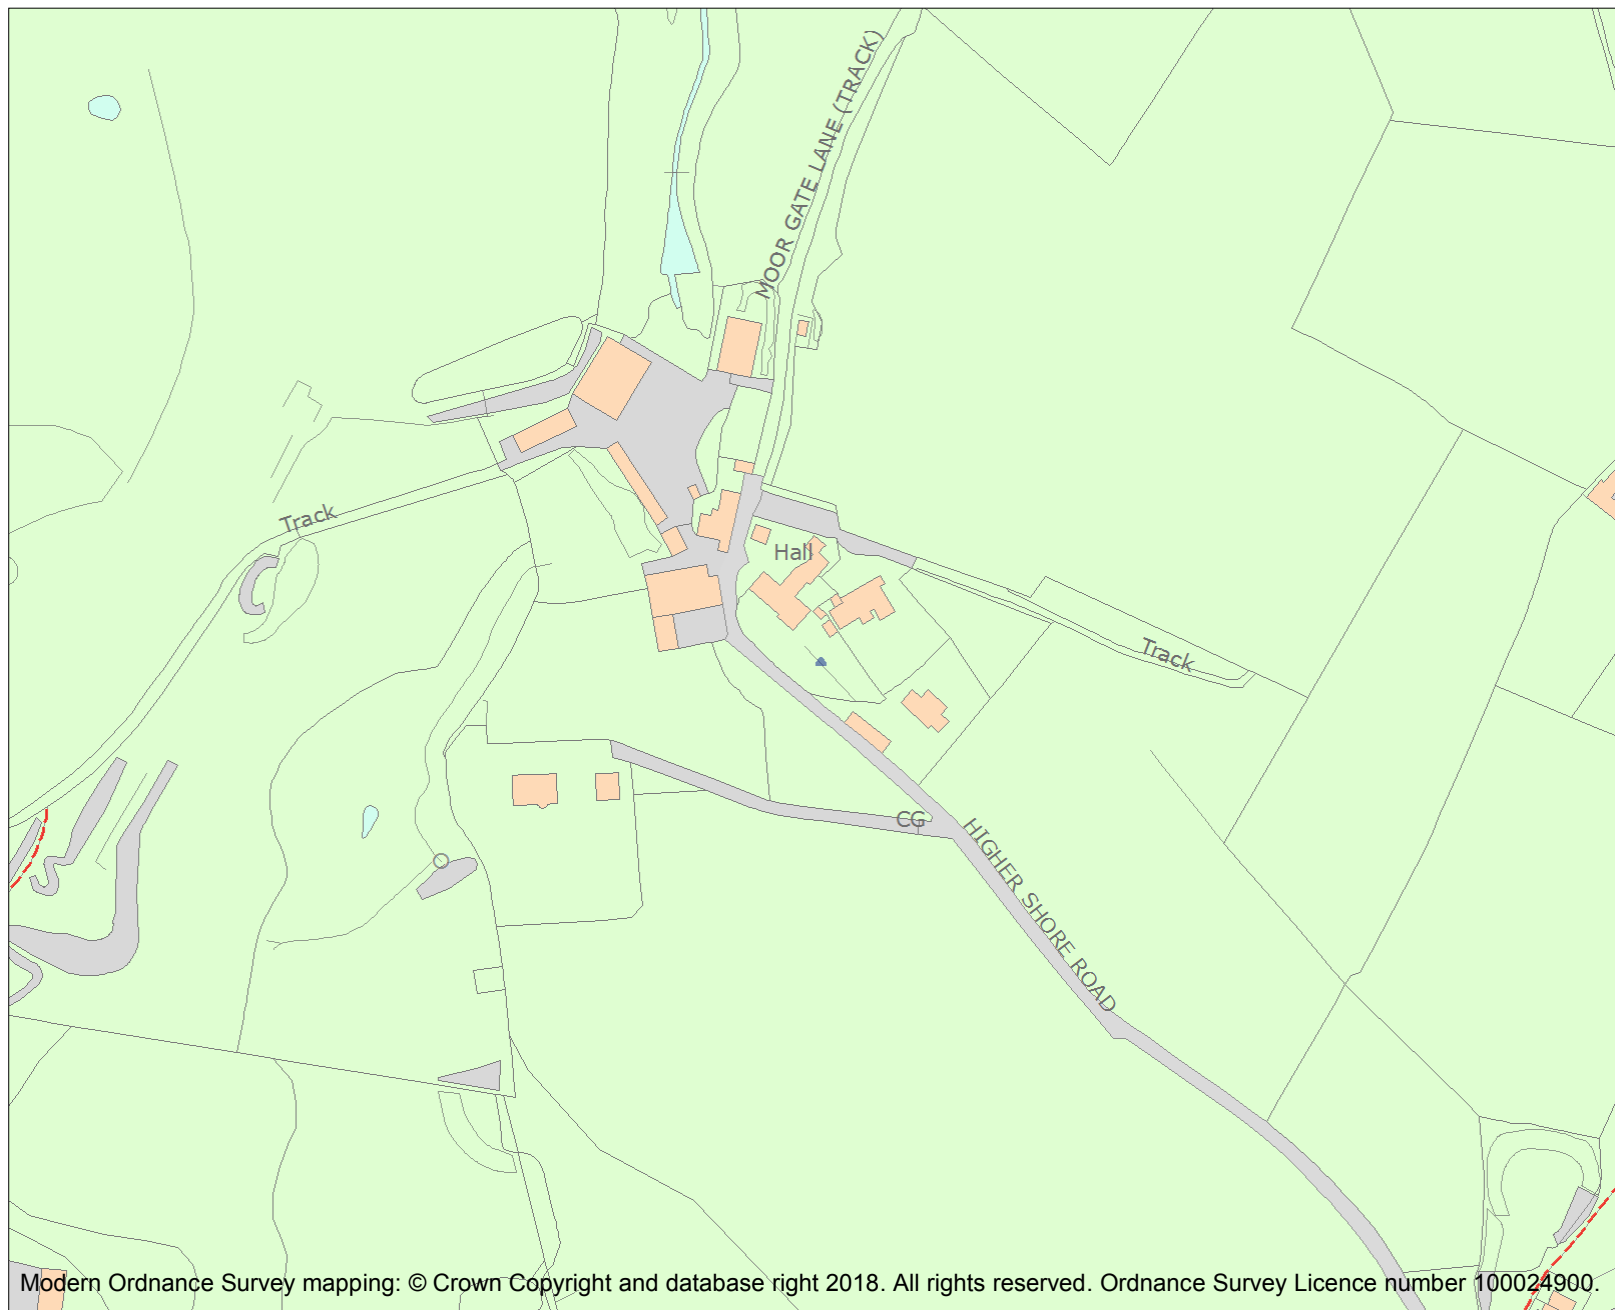 MOOR GATE LANE (TRACK)
Track
Hall
Track
CG
HIGHER SHORE ROAD
Modern Ordnance Survey mapping: © Crown Copyright and database right 2018. All rights reserved. Ordnance Survey Licence number 100024900.